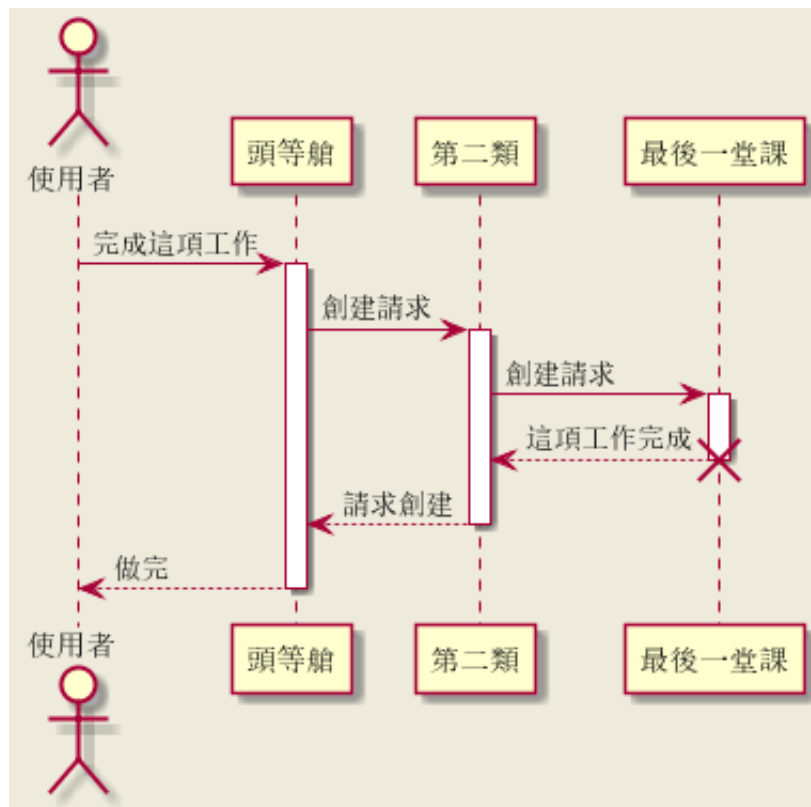 使用者
頭等艙
第二類
最後一堂課
完成這項工作
創建請求
創建請求
這項工作完成
請求創建
做完
使用者
頭等艙
第二類
最後一堂課